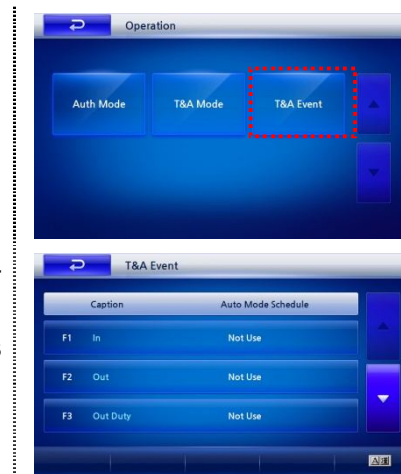 Operation
Auth Mode T&A Mode T&A Event
T&A Event
Caption Auto Mode Schedule
F1 In Not Use
F2 Out Not Use
F3 Out Duty Not Use